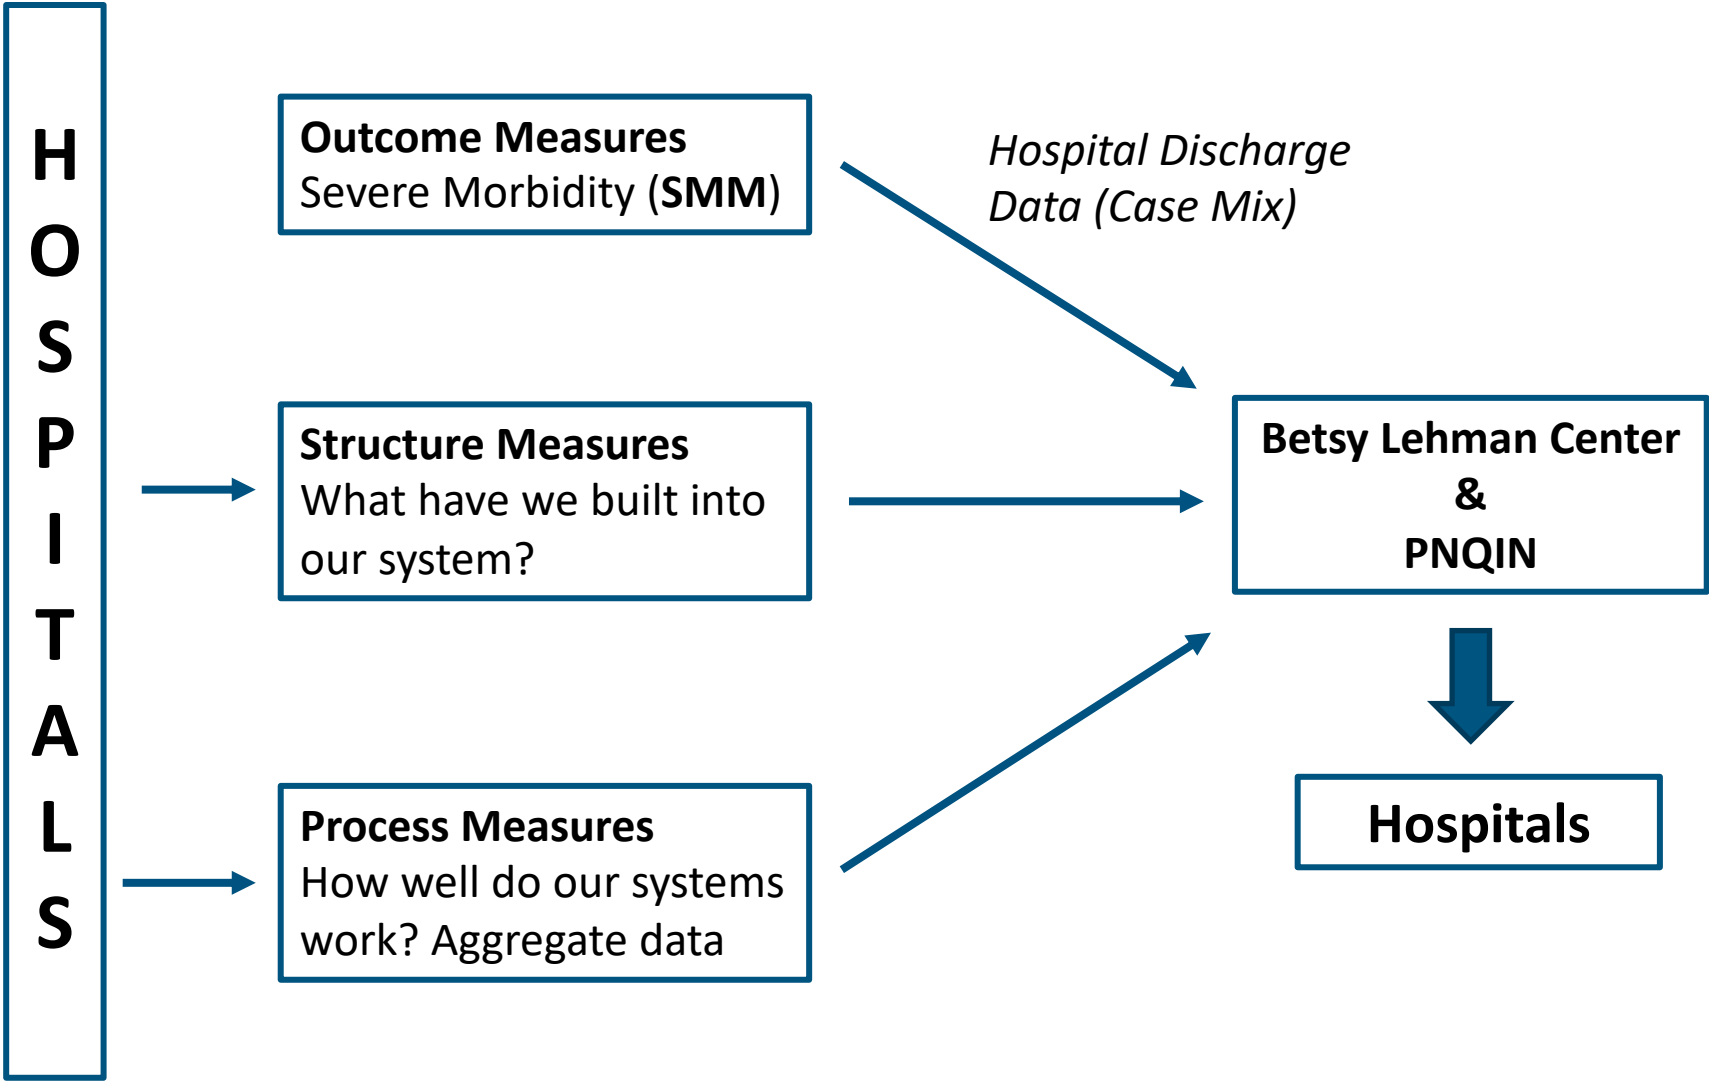 HOSPITALS
Outcome Measures
Severe Morbidity (SMM)
Hospital Discharge
Data (Case Mix)
Structure Measures
What have we built into
our system?
Betsy Lehman Center
&
PNQIN
Process Measures
How well do our systems
work? Aggregate data
Hospitals